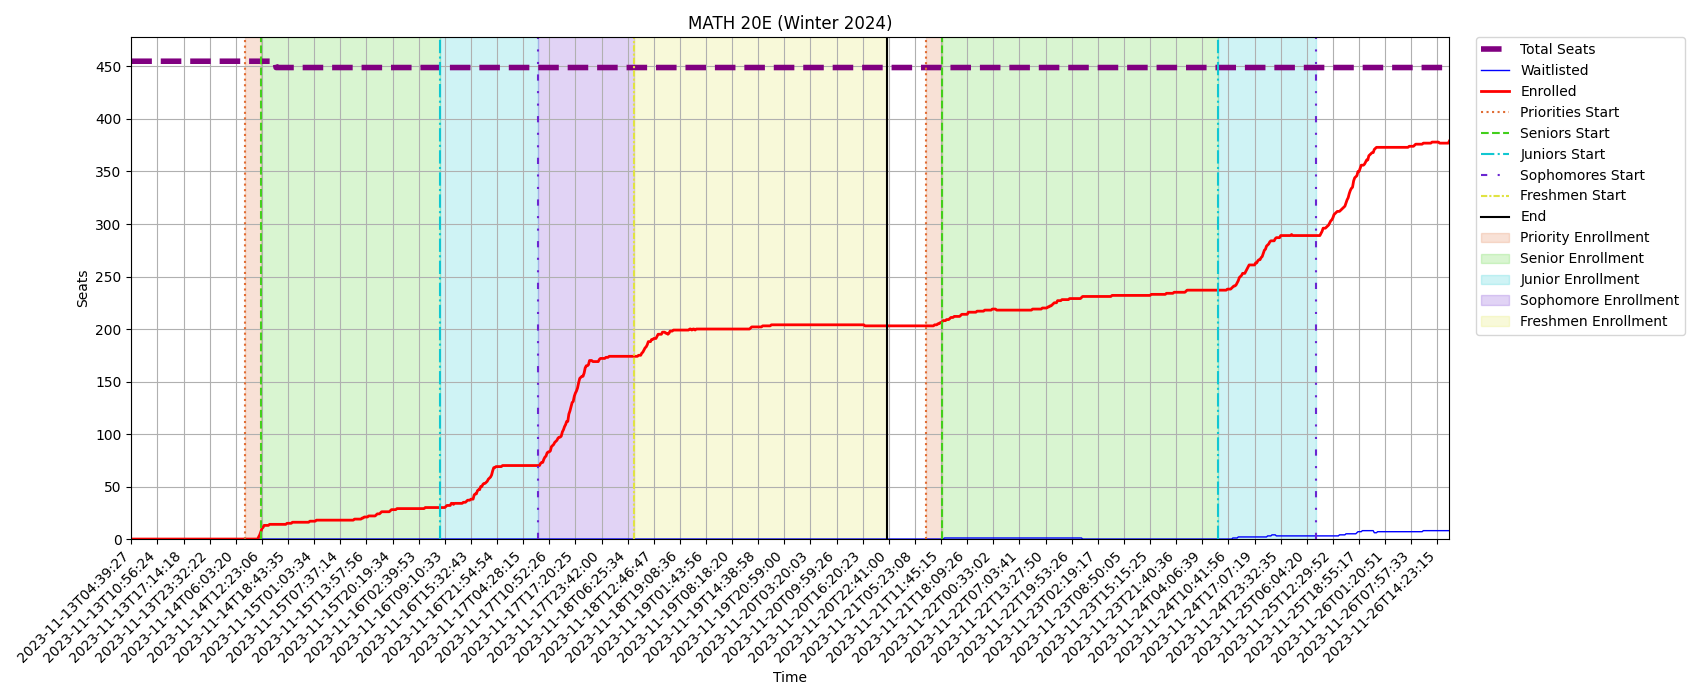 MATH 20E (Winter 2024)
Seats
450
400
350
300
250
200
150
100
50
0
2023-11-13T04:39:27
2023-11-13T10:56:24
2023-11-13T17:14:18
2023-11-13T23:32:22
2023-11-14T06:03:20
2023-11-14T12:23:06
2023-11-14T18:43:35
2023-11-15T01:03:34
2023-11-15T07:37:14
2023-11-15T13:57:56
2023-11-15T20:19:34
2023-11-16T02:39:53
2023-11-16T09:10:33
2023-11-16T15:32:43
2023-11-16T21:54:54
2023-11-17T04:28:15
2023-11-17T10:52:26
2023-11-17T17:20:25
2023-11-17T23:42:00
2023-11-18T06:25:34
2023-11-18T12:46:47
2023-11-18T19:08:36
2023-11-19T01:43:56
2023-11-19T08:18:20
2023-11-19T14:38:58
2023-11-19T20:59:00
2023-11-20T03:20:03
2023-11-20T09:59:26
2023-11-20T16:20:23
2023-11-20T22:41:00
2023-11-21T05:23:08
2023-11-21T11:45:15
2023-11-21T18:09:26
2023-11-22T00:33:02
2023-11-22T07:03:41
2023-11-22T13:27:50
2023-11-22T19:53:26
2023-11-23T02:19:17
2023-11-23T08:50:05
2023-11-23T15:15:25
2023-11-23T21:40:36
2023-11-24T04:06:39
2023-11-24T10:41:56
2023-11-24T17:07:19
2023-11-24T23:32:35
2023-11-25T06:04:20
2023-11-25T12:29:52
2023-11-25T18:55:17
2023-11-26T01:20:51
2023-11-26T07:57:33
2023-11-26T14:23:15
Time
Total Seats
Waitlisted
Enrolled
Priorities Start
Seniors Start
Juniors Start
Sophomores Start
Freshmen Start
End
Priority Enrollment
Senior Enrollment
Junior Enrollment
Sophomore Enrollment
Freshmen Enrollment